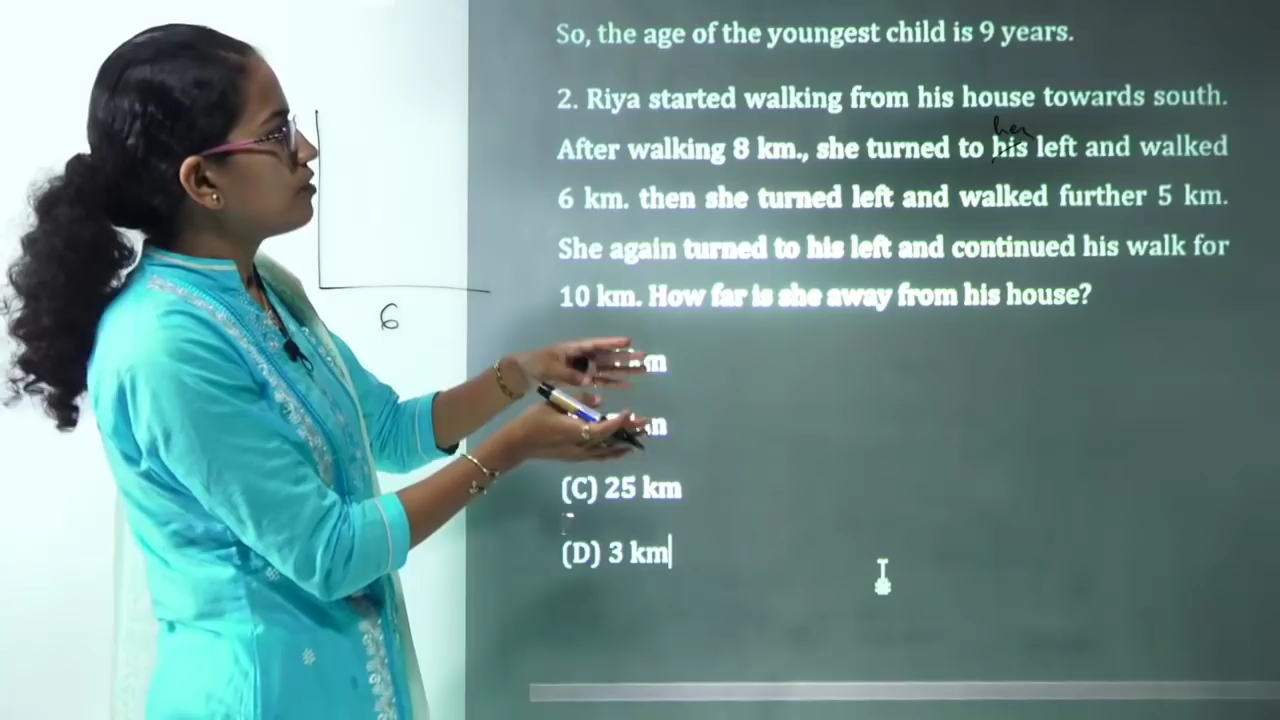 So, the age of the youngest child is 9 years.
2. Riya started walking from his house towards south.
her
After walking 8 km., she turned to his left and walked
6 km. then she turned left and walked further 5 km.
She again turned to his left and continued his walk for
10 km. How far is she away from his house?
6
(C) 25 km
(D) 3 km